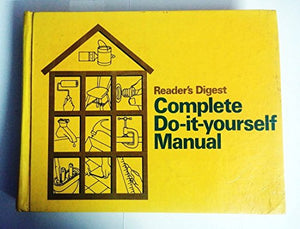 Reader's Digest
Complete
Do-it-yourself
Manual